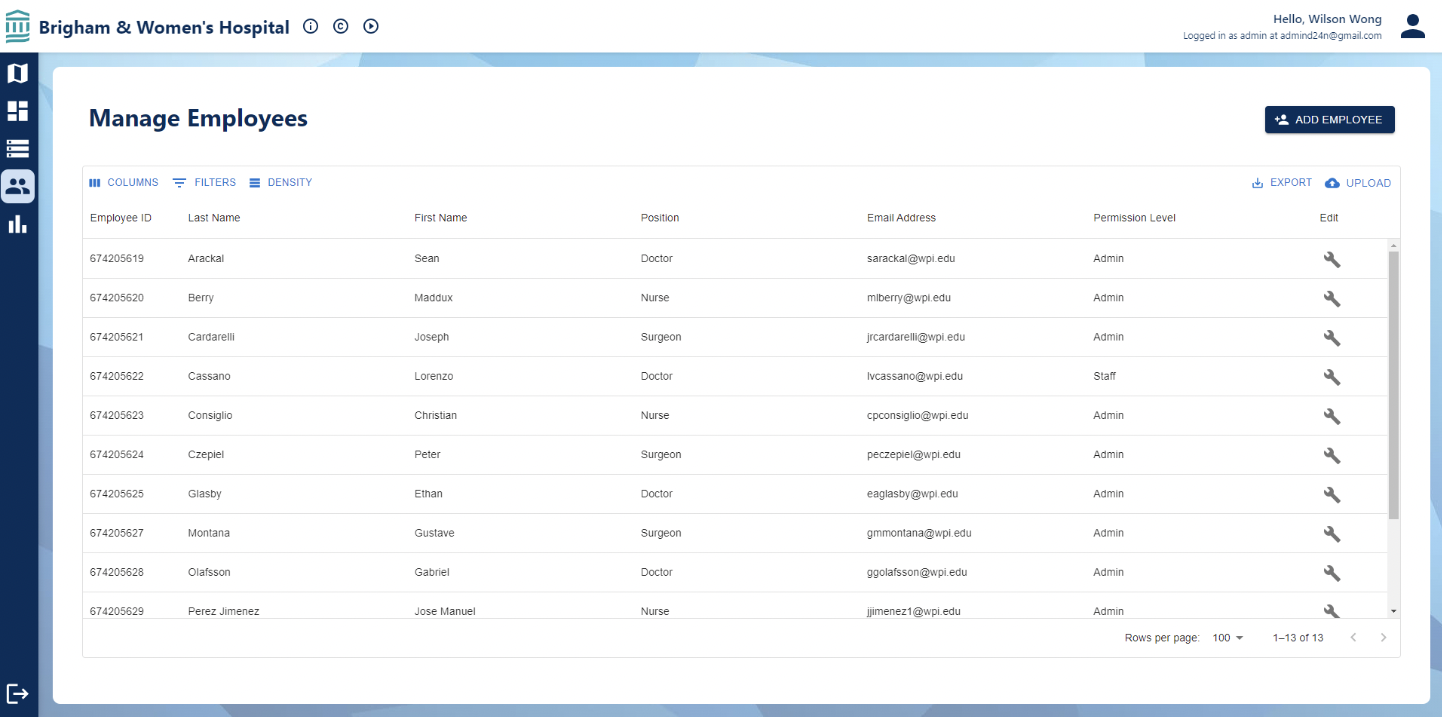 Brigham & Women's Hospital
Hello, Wilson Wong
Logged in as admin at admind24n@gmail.com
Manage Employees
ADD EMPLOYEE
COLUMNS FILTERS DENSITY EXPORT UPLOAD
Employee ID Last Name First Name Position Email Address Permission Level Edit
674205619 Arackal Sean Doctor sarackal@wpi.edu Admin
674205620 Berry Maddux Nurse mlberry@wpi.edu Admin
674205621 Cardarelli Joseph Surgeon jrcardarelli@wpi.edu Admin
674205622 Cassano Lorenzo Doctor lvcassano@wpi.edu Staff
674205623 Consiglio Christian Nurse cpconsiglio@wpi.edu Admin
674205624 Czepiel Peter Surgeon peczepiel@wpi.edu Admin
674205625 Glasby Ethan Doctor eaglasby@wpi.edu Admin
674205627 Montana Gustave Surgeon gmmontana@wpi.edu Admin
674205628 Olafsson Gabriel Doctor ggolafsson@wpi.edu Admin
674205629 Perez Jimenez Jose Manuel Nurse jjimenez1@wpi.edu Admin
Rows per page: 100 1–13 of 13